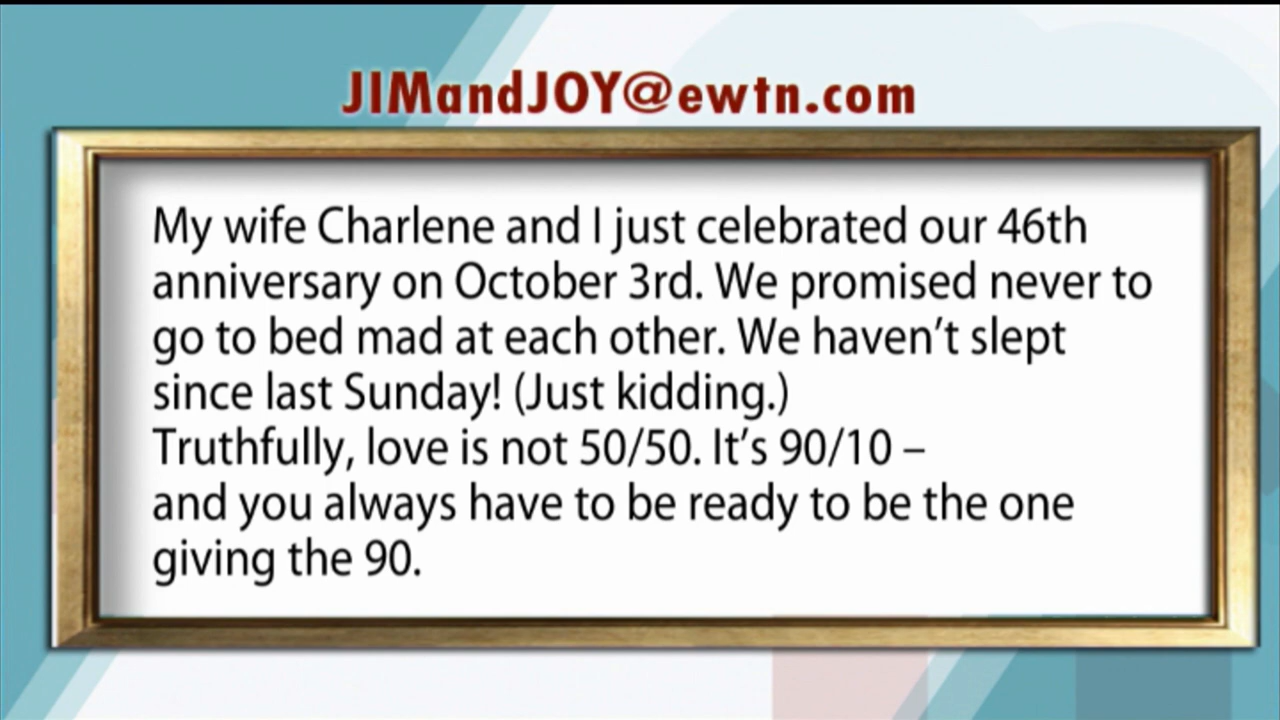 JIMandJOY@ewtn.com
My wife Charlene and I just celebrated our 46th
anniversary on October 3rd. We promised never to
go to bed mad at each other. We haven’t slept
since last Sunday! (Just kidding.)
Truthfully, love is not 50/50. It’s 90/10 –
and you always have to be ready to be the one
giving the 90.